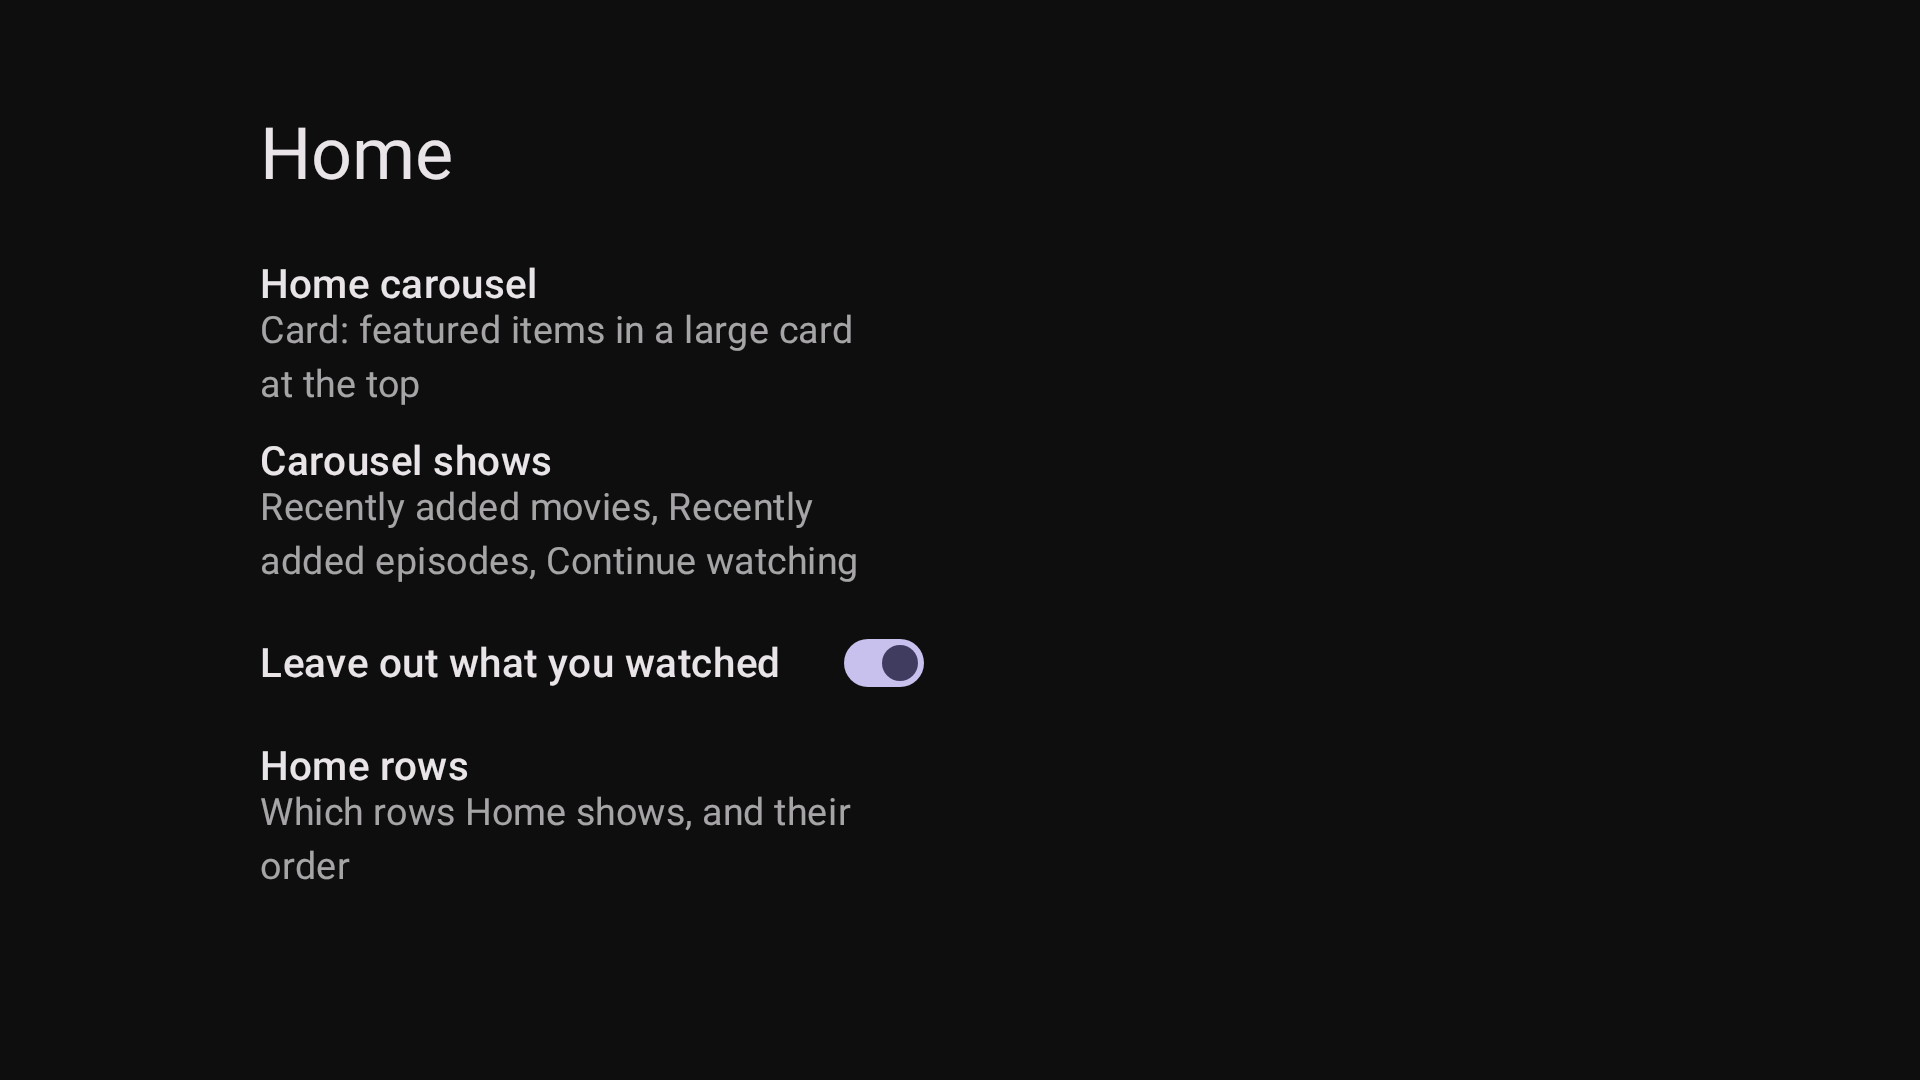 Home
Home carousel
Card: featured items in a large card
at the top
Carousel shows
Recently added movies, Recently
added episodes, Continue watching
Leave out what you watched
Home rows
Which rows Home shows, and their
order